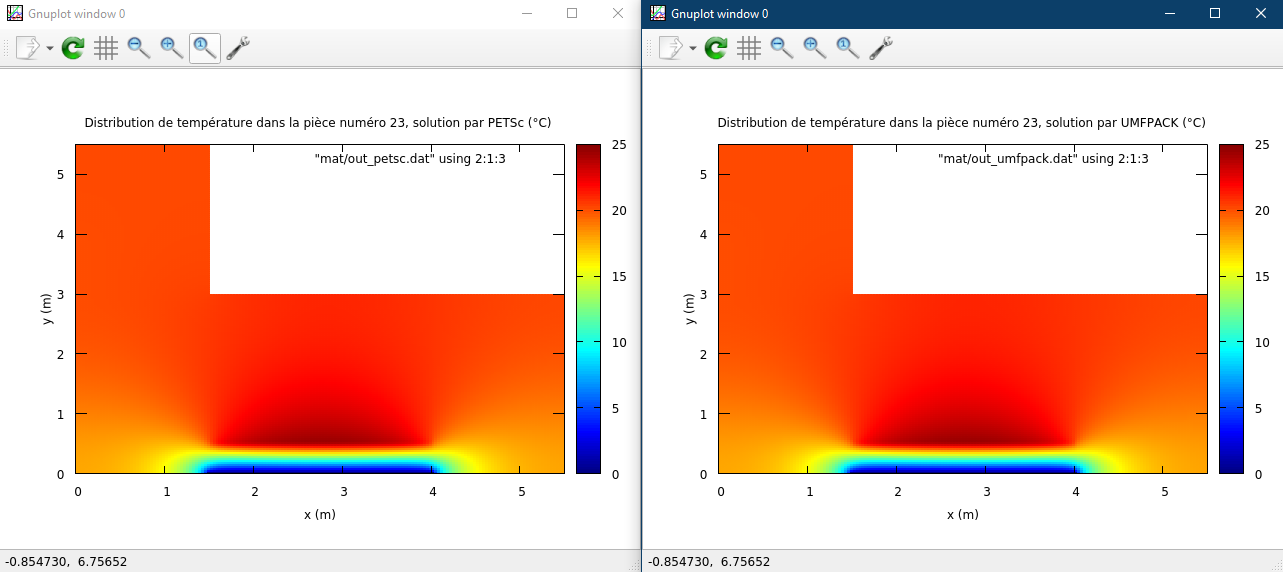 Gnuplot window 0
Distribution de température dans la pièce numéro 23, solution par PETSc (°C)
"mat/out_petsc.dat" using 2:1:3
y (m)
5
4
3
2
1
0
0 1 2 3 4 5
x (m)
25
20
15
10
5
0
-0.854730, 6.75652
Gnuplot window 0
Distribution de température dans la pièce numéro 23, solution par UMFPACK (°C)
"mat/out_umfpack.dat" using 2:1:3
y (m)
5
4
3
2
1
0
0 1 2 3 4 5
x (m)
25
20
15
10
5
0
-0.854730, 6.75652